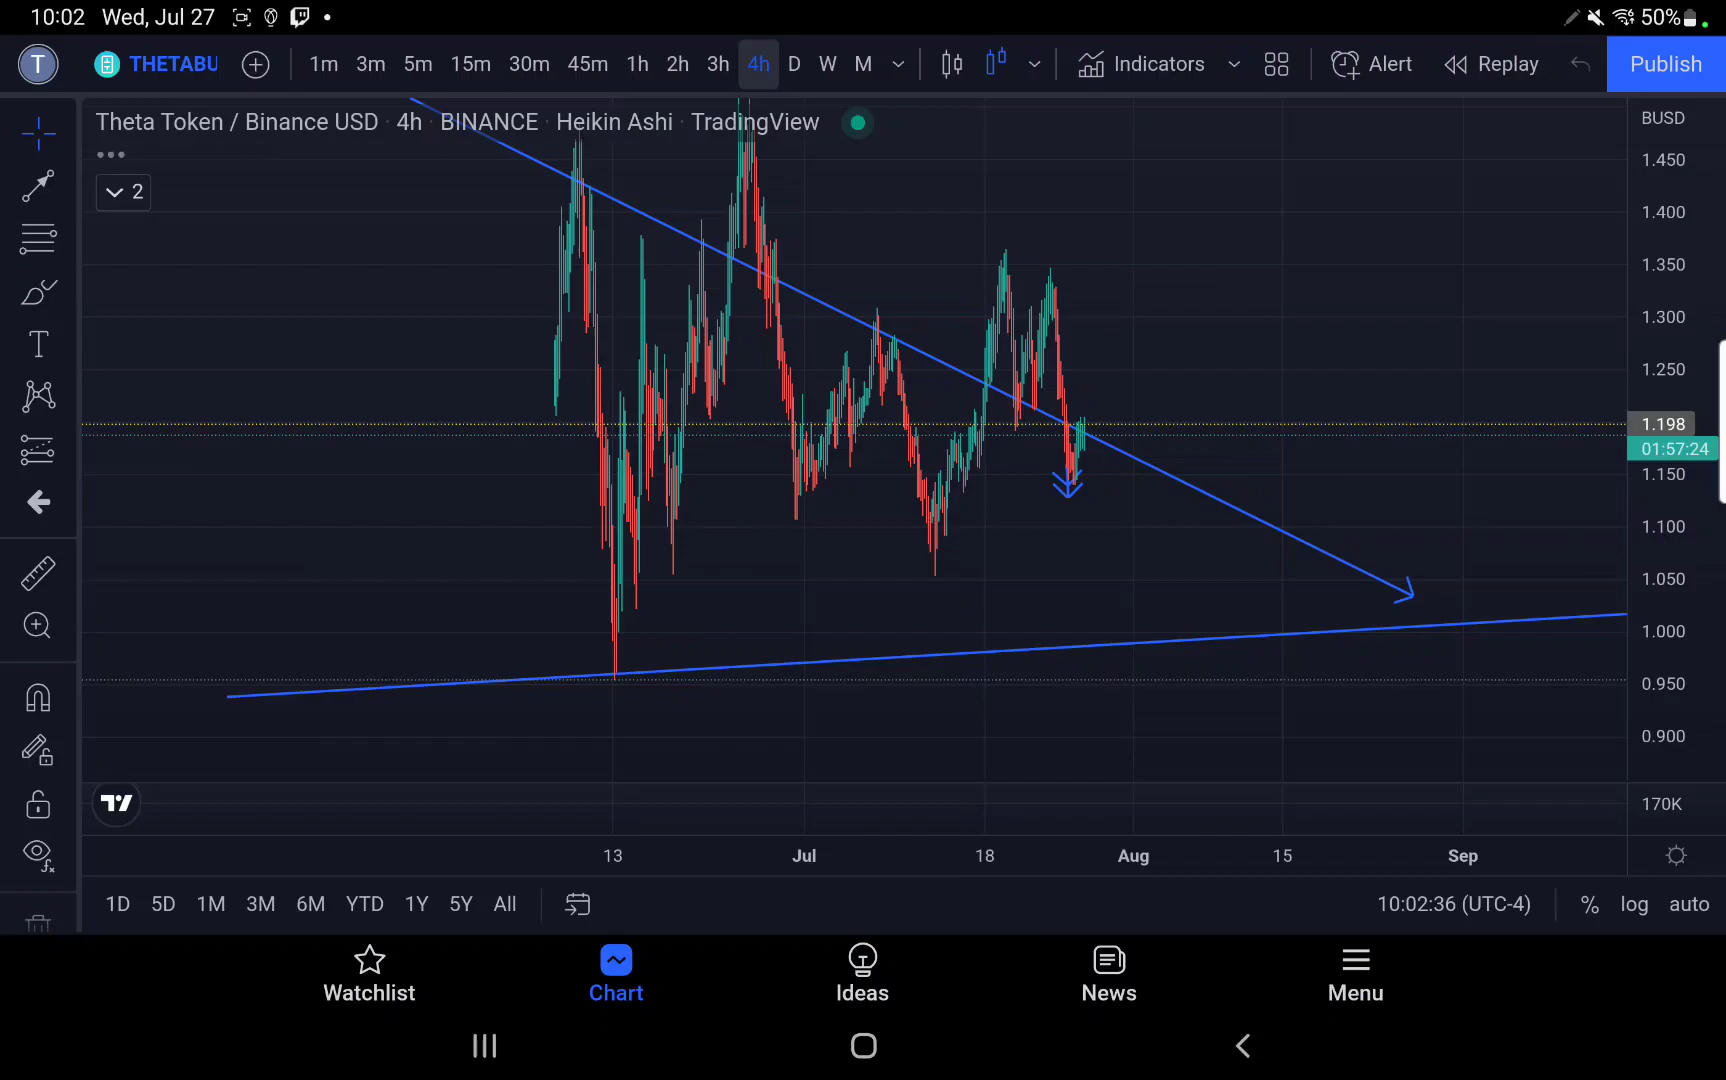 10:02 Wed, Jul 27 50%
T THETABU 1m 3m 5m 15m 30m 45m 1h 2h 3h 4h D W M Indicators Alert Replay Publish
Theta Token / Binance USD · 4h · BINANCE · Heikin Ashi · TradingView
BUSD
2
1.450
1.400
1.350
1.300
1.250
1.198
01:57:24
1.150
1.100
1.050
1.000
0.950
0.900
170K
13 Jul 18 Aug 15 Sep
1D 5D 1M 3M 6M YTD 1Y 5Y All 10:02:36 (UTC-4) % log auto
Watchlist Chart Ideas News Menu